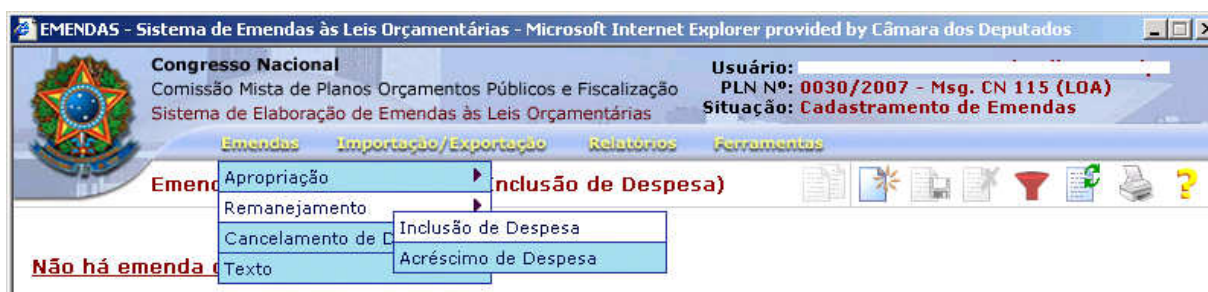 EMENDAS - Sistema de Emendas às Leis Orçamentárias - Microsoft Internet Explorer provided by Câmara dos Deputados
Congresso Nacional
Comissão Mista de Planos Orçamentos Públicos e Fiscalização
Sistema de Elaboração de Emendas às Leis Orçamentárias
Usuário:
PLN Nº: 0030/2007 - Msg. CN 115 (LOA)
Situação: Cadastramento de Emendas
Emendas Importação/Exportação Relatórios Ferramentas
Emend
nclusão de Despesa)
Apropriação
Remanejamento
Cancelamento de D
Texto
Inclusão de Despesa
Acréscimo de Despesa
Não há emenda